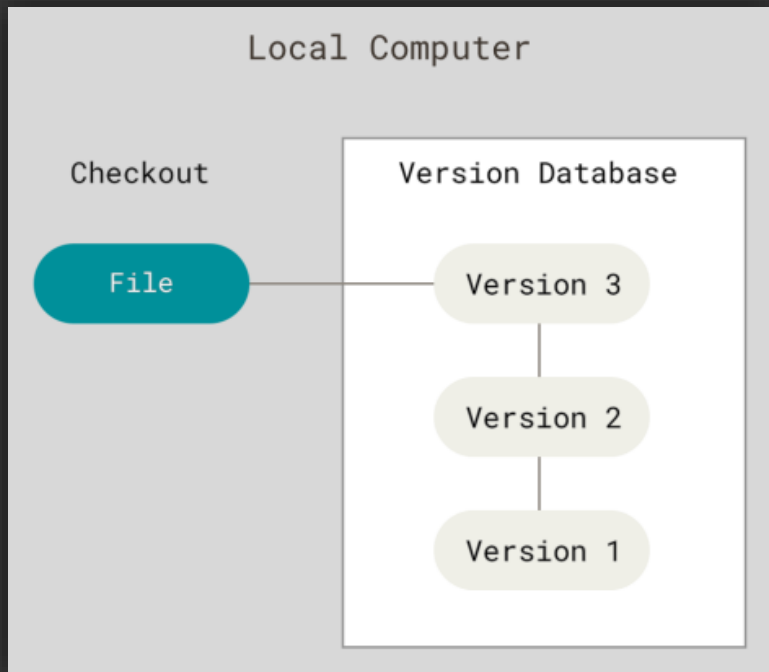 Local Computer
Checkout
Version Database
File
Version 3
Version 2
Version 1